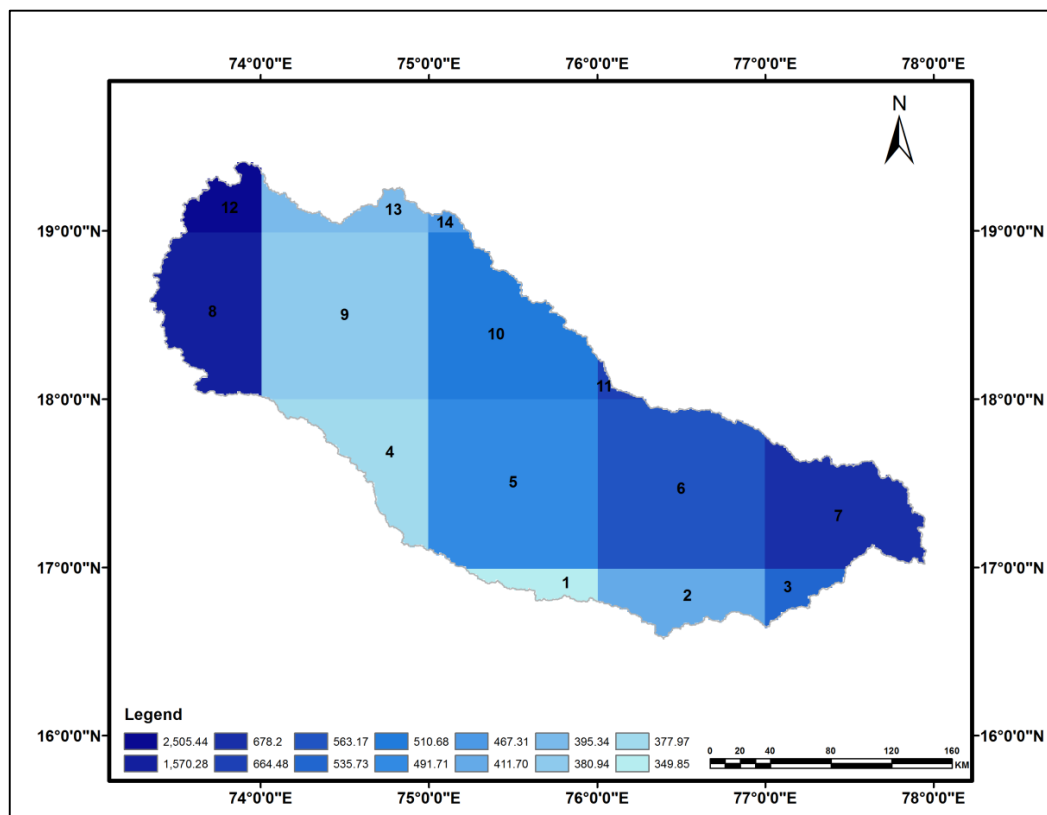 74°0'0"E 75°0'0"E 76°0'0"E 77°0'0"E 78°0'0"E
N
12
13
14
19°0'0"N 19°0'0"N
8
9
10
11
18°0'0"N 18°0'0"N
4
5
6
7
17°0'0"N 17°0'0"N
1
2
3
Legend
16°0'0"N 16°0'0"N
2,505.44 678.2 563.17 510.68 467.31 395.34 377.97
1,570.28 664.48 535.73 491.71 411.70 380.94 349.85
0 10 20 40 80 120 160
KM
74°0'0"E 75°0'0"E 76°0'0"E 77°0'0"E 78°0'0"E